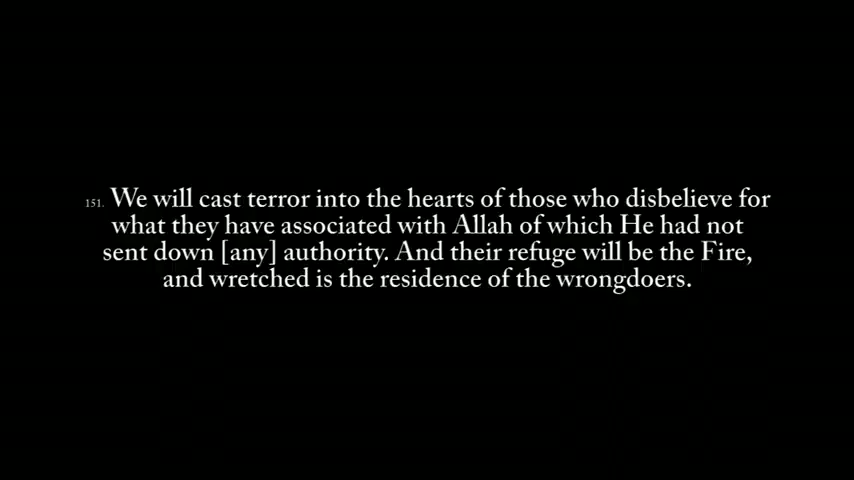 151. We will cast terror into the hearts of those who disbelieve for
what they have associated with Allah of which He had not
sent down [any] authority. And their refuge will be the Fire,
and wretched is the residence of the wrongdoers.